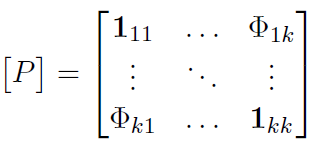 [P] = [ 𝟏₁₁ … Φ₁ₖ
⋮ ⋱ ⋮
Φₖ₁ … 𝟏ₖₖ ]